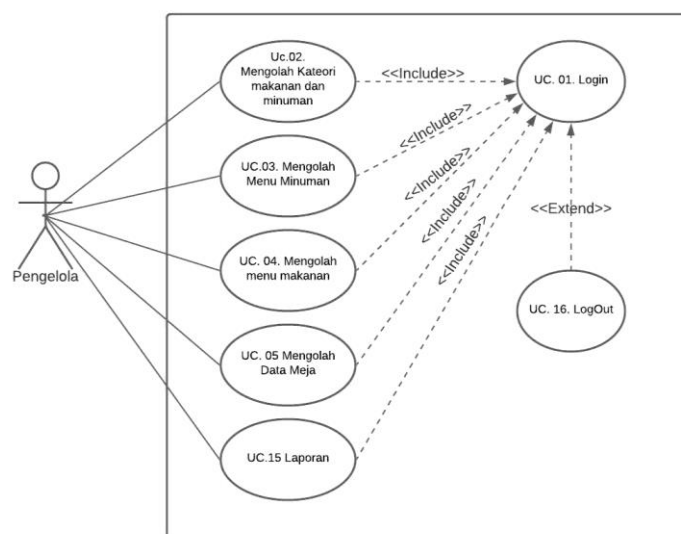 Uc.02.
Mengolah Kateori
makanan dan
minuman
<<Include>>
UC. 01. Login
UC.03. Mengolah
Menu Minuman
<<Include>>
<<Include>>
<<Include>>
<<Include>>
<<Extend>>
Pengelola
UC. 04. Mengolah
menu makanan
UC. 16. LogOut
UC. 05 Mengolah
Data Meja
UC.15 Laporan